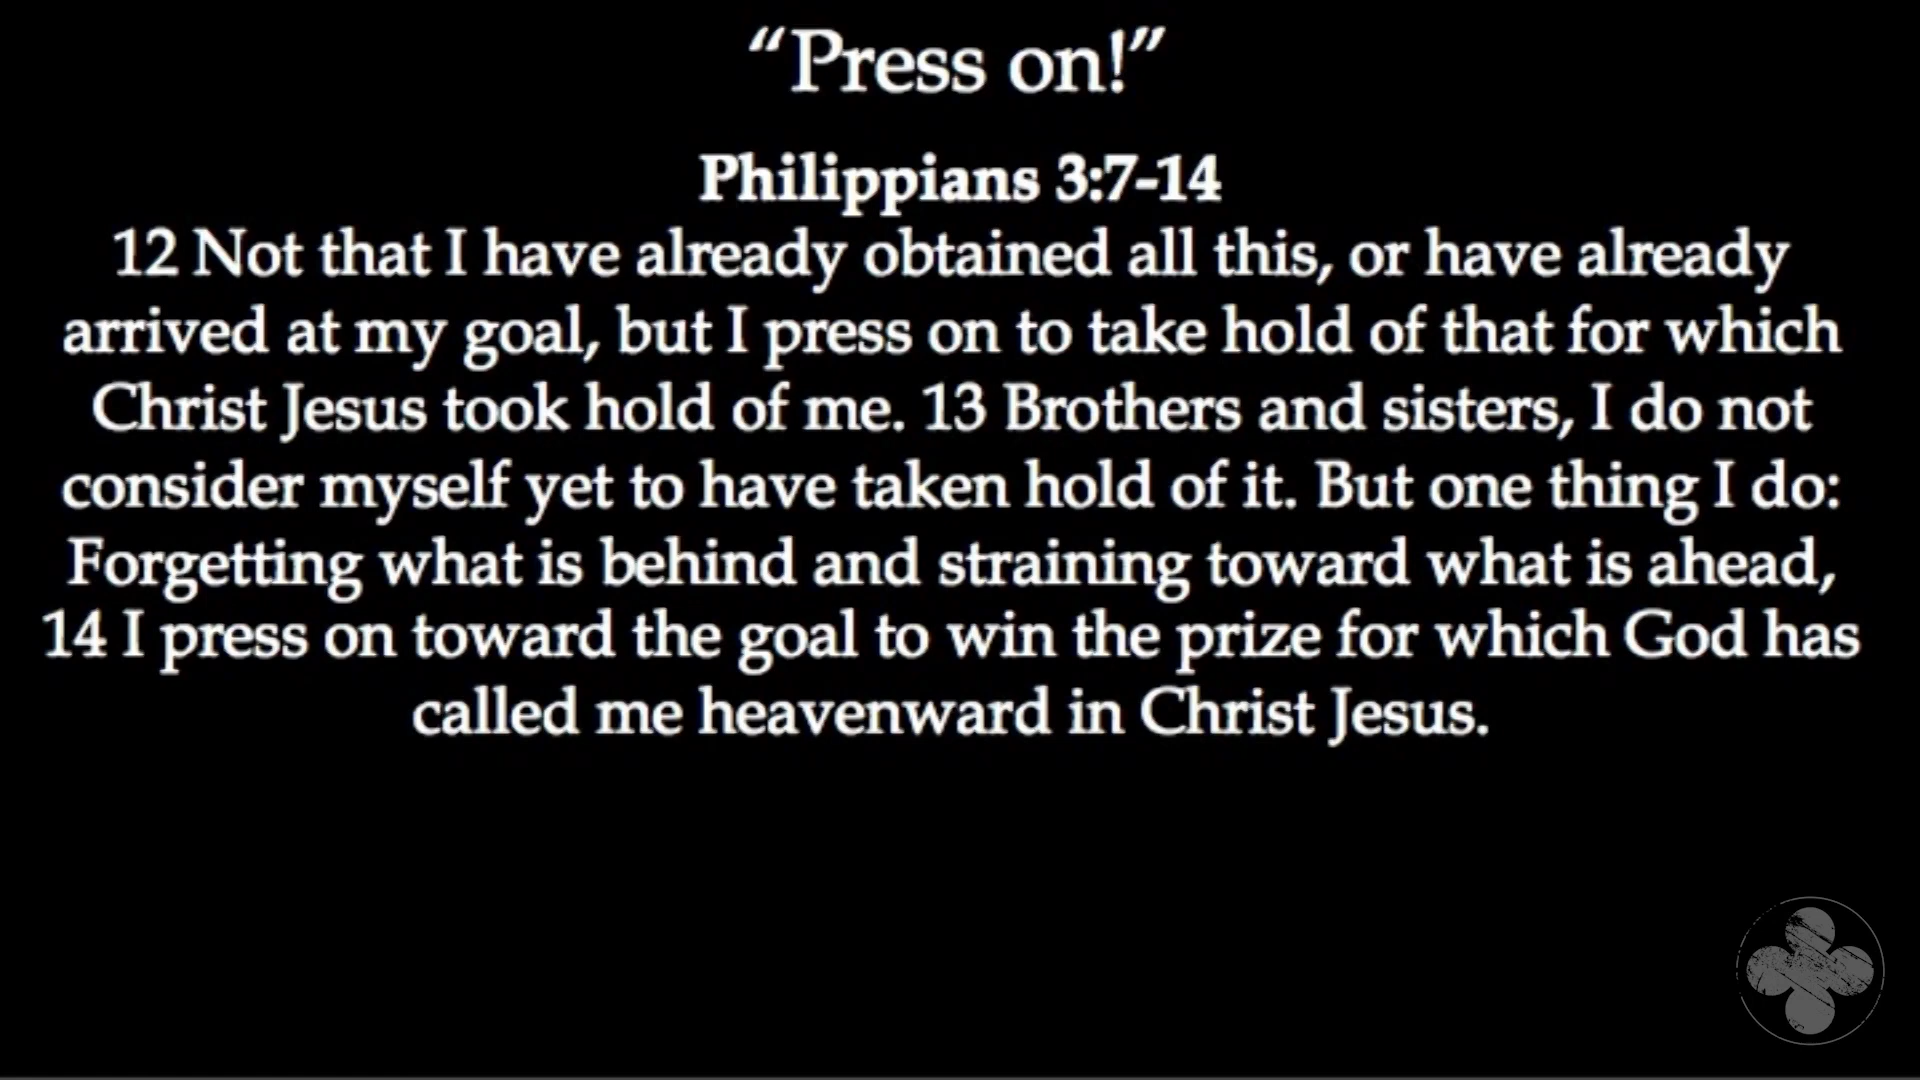 “Press on!”
Philippians 3:7-14
12 Not that I have already obtained all this, or have already
arrived at my goal, but I press on to take hold of that for which
Christ Jesus took hold of me. 13 Brothers and sisters, I do not
consider myself yet to have taken hold of it. But one thing I do:
Forgetting what is behind and straining toward what is ahead,
14 I press on toward the goal to win the prize for which God has
called me heavenward in Christ Jesus.